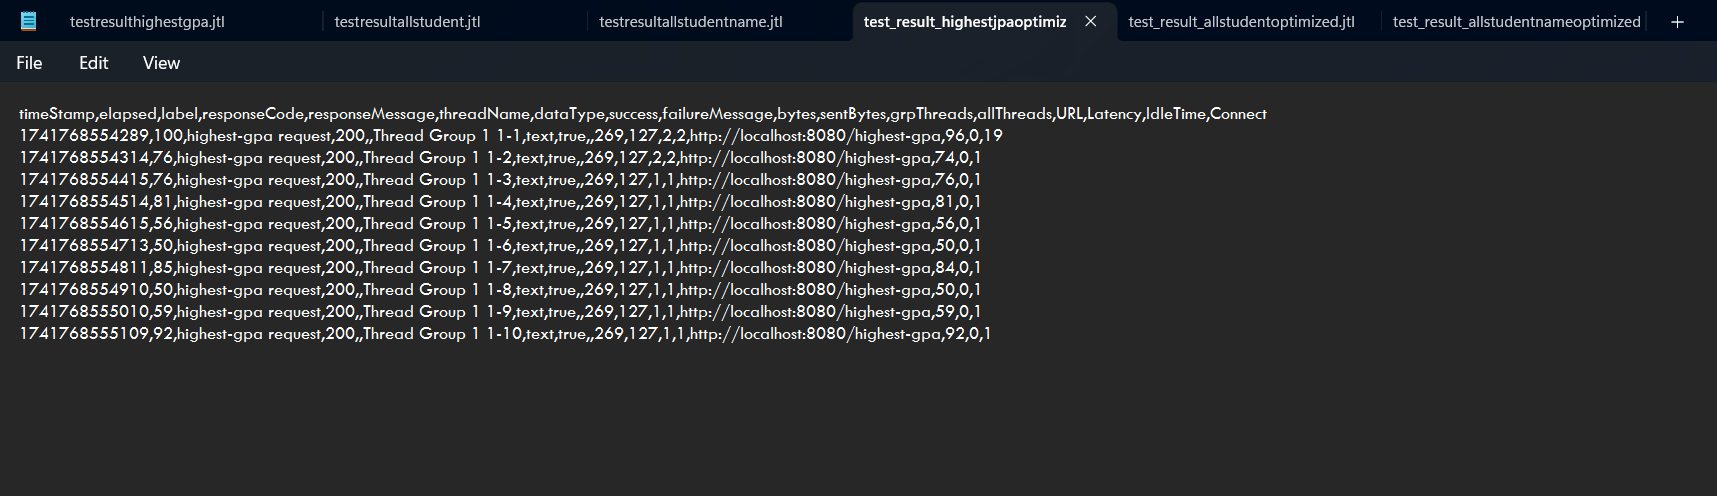 testresulthighestgpa.jtl testresultallstudent.jtl testresultallstudentname.jtl test_result_highestjpaoptimiz test_result_allstudentoptimized.jtl test_result_allstudentnameoptimized
File Edit View
timeStamp,elapsed,label,responseCode,responseMessage,threadName,dataType,success,failureMessage,bytes,sentBytes,grpThreads,allThreads,URL,Latency,IdleTime,Connect
1741768554289,100,highest-gpa request,200,,Thread Group 1 1-1,text,true,,269,127,2,2,http://localhost:8080/highest-gpa,96,0,19
1741768554314,76,highest-gpa request,200,,Thread Group 1 1-2,text,true,,269,127,2,2,http://localhost:8080/highest-gpa,74,0,1
1741768554415,76,highest-gpa request,200,,Thread Group 1 1-3,text,true,,269,127,1,1,http://localhost:8080/highest-gpa,76,0,1
1741768554514,81,highest-gpa request,200,,Thread Group 1 1-4,text,true,,269,127,1,1,http://localhost:8080/highest-gpa,81,0,1
1741768554615,56,highest-gpa request,200,,Thread Group 1 1-5,text,true,,269,127,1,1,http://localhost:8080/highest-gpa,56,0,1
1741768554713,50,highest-gpa request,200,,Thread Group 1 1-6,text,true,,269,127,1,1,http://localhost:8080/highest-gpa,50,0,1
1741768554811,85,highest-gpa request,200,,Thread Group 1 1-7,text,true,,269,127,1,1,http://localhost:8080/highest-gpa,84,0,1
1741768554910,50,highest-gpa request,200,,Thread Group 1 1-8,text,true,,269,127,1,1,http://localhost:8080/highest-gpa,50,0,1
1741768555010,59,highest-gpa request,200,,Thread Group 1 1-9,text,true,,269,127,1,1,http://localhost:8080/highest-gpa,59,0,1
1741768555109,92,highest-gpa request,200,,Thread Group 1 1-10,text,true,,269,127,1,1,http://localhost:8080/highest-gpa,92,0,1